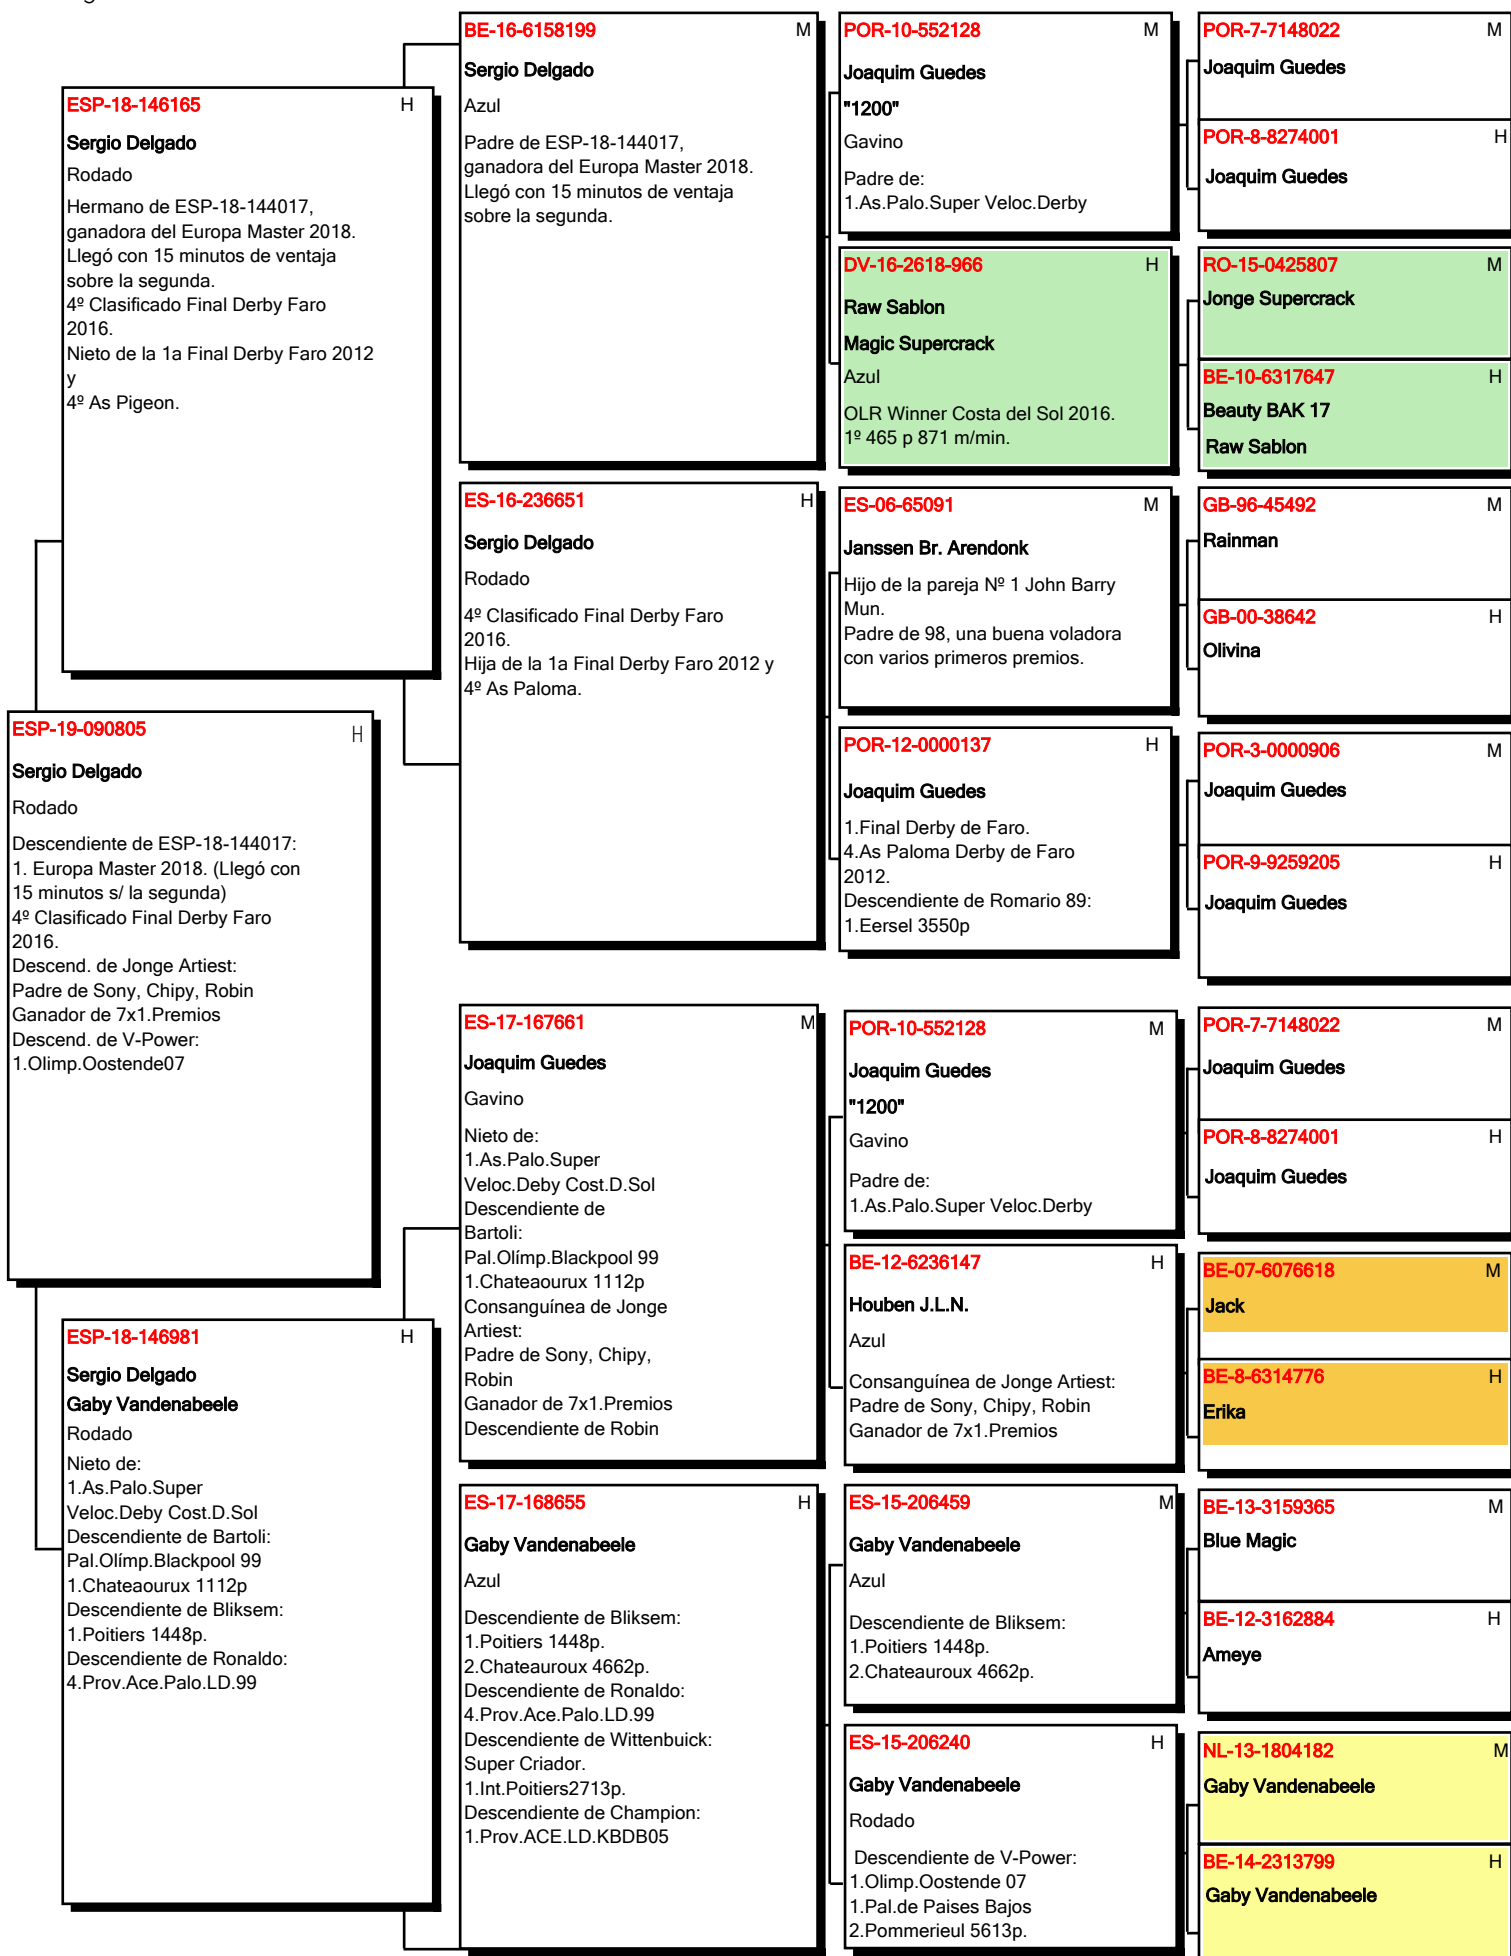 ESP-19-090805 H
Sergio Delgado
Rodado
Descendiente de ESP-18-144017:
1. Europa Master 2018. (Llegó con
15 minutos s/ la segunda)
4º Clasificado Final Derby Faro
2016.
Descend. de Jonge Artiest:
Padre de Sony, Chipy, Robin
Ganador de 7x1.Premios
Descend. de V-Power:
1.Olimp.Oostende07
ESP-18-146165 H
Sergio Delgado
Rodado
Hermano de ESP-18-144017,
ganadora del Europa Master 2018.
Llegó con 15 minutos de ventaja
sobre la segunda.
4º Clasificado Final Derby Faro
2016.
Nieto de la 1a Final Derby Faro 2012
y
4º As Pigeon.
ESP-18-146981 H
Sergio Delgado
Gaby Vandenabeele
Rodado
Nieto de:
1.As.Palo.Super
Veloc.Deby Cost.D.Sol
Descendiente de Bartoli:
Pal.Olímp.Blackpool 99
1.Chateaourux 1112p
Descendiente de Bliksem:
1.Poitiers 1448p.
Descendiente de Ronaldo:
4.Prov.Ace.Palo.LD.99
BE-16-6158199 M
Sergio Delgado
Azul
Padre de ESP-18-144017,
ganadora del Europa Master 2018.
Llegó con 15 minutos de ventaja
sobre la segunda.
ES-16-236651 H
Sergio Delgado
Rodado
4º Clasificado Final Derby Faro
2016.
Hija de la 1a Final Derby Faro 2012 y
4º As Paloma.
ES-17-167661 M
Joaquim Guedes
Gavino
Nieto de:
1.As.Palo.Super
Veloc.Deby Cost.D.Sol
Descendiente de
Bartoli:
Pal.Olímp.Blackpool 99
1.Chateaourux 1112p
Consanguínea de Jonge
Artiest:
Padre de Sony, Chipy,
Robin
Ganador de 7x1.Premios
Descendiente de Robin
ES-17-168655 H
Gaby Vandenabeele
Azul
Descendiente de Bliksem:
1.Poitiers 1448p.
2.Chateauroux 4662p.
Descendiente de Ronaldo:
4.Prov.Ace.Palo.LD.99
Descendiente de Wittenbuick:
Super Criador.
1.Int.Poitiers2713p.
Descendiente de Champion:
1.Prov.ACE.LD.KBDB05
POR-10-552128 M
Joaquim Guedes
"1200"
Gavino
Padre de:
1.As.Palo.Super Veloc.Derby
DV-16-2618-966 H
Raw Sablon
Magic Supercrack
Azul
OLR Winner Costa del Sol 2016.
1º 465 p 871 m/min.
ES-06-65091 M
Janssen Br. Arendonk
Hijo de la pareja Nº 1 John Barry
Mun.
Padre de 98, una buena voladora
con varios primeros premios.
POR-12-0000137 H
Joaquim Guedes
1.Final Derby de Faro.
4.As Paloma Derby de Faro
2012.
Descendiente de Romario 89:
1.Eersel 3550p
POR-10-552128 M
Joaquim Guedes
"1200"
Gavino
Padre de:
1.As.Palo.Super Veloc.Derby
BE-12-6236147 H
Houben J.L.N.
Azul
Consanguínea de Jonge Artiest:
Padre de Sony, Chipy, Robin
Ganador de 7x1.Premios
ES-15-206459 M
Gaby Vandenabeele
Azul
Descendiente de Bliksem:
1.Poitiers 1448p.
2.Chateauroux 4662p.
ES-15-206240 H
Gaby Vandenabeele
Rodado
Descendiente de V-Power:
1.Olimp.Oostende 07
1.Pal.de Paises Bajos
2.Pommerieul 5613p.
POR-7-7148022 M
Joaquim Guedes
POR-8-8274001 H
Joaquim Guedes
RO-15-0425807 M
Jonge Supercrack
BE-10-6317647 H
Beauty BAK 17
Raw Sablon
GB-96-45492 M
Rainman
GB-00-38642 H
Olivina
POR-3-0000906 M
Joaquim Guedes
POR-9-9259205 H
Joaquim Guedes
POR-7-7148022 M
Joaquim Guedes
POR-8-8274001 H
Joaquim Guedes
BE-07-6076618 M
Jack
BE-8-6314776 H
Erika
BE-13-3159365 M
Blue Magic
BE-12-3162884 H
Ameye
NL-13-1804182 M
Gaby Vandenabeele
BE-14-2313799 H
Gaby Vandenabeele